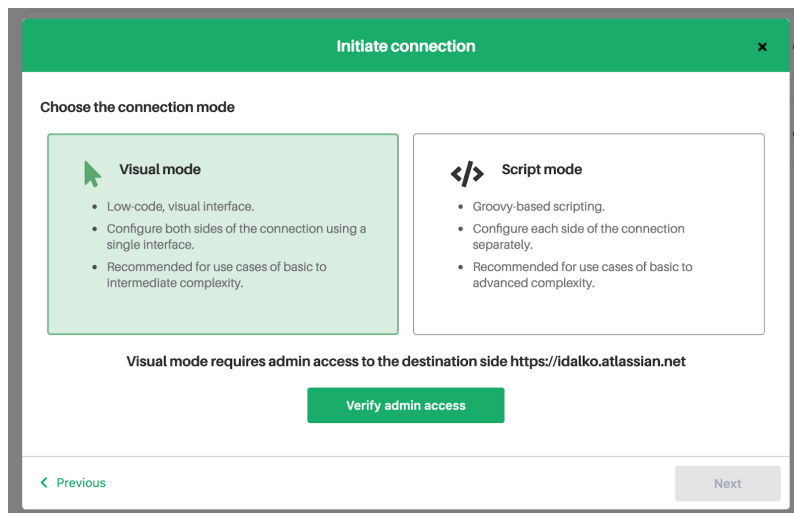 Initiate connection
Choose the connection mode
Visual mode
Low-code, visual interface.
Configure both sides of the connection using a
single interface.
Recommended for use cases of basic to
intermediate complexity.
Script mode
Groovy-based scripting.
Configure each side of the connection
separately.
Recommended for use cases of basic to
advanced complexity.
Visual mode requires admin access to the destination side https://idalko.atlassian.net
Verify admin access
Previous
Next